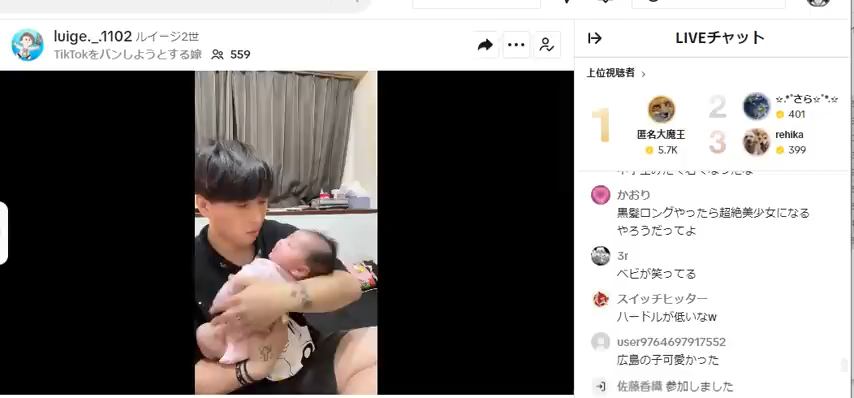 luige._.1102 ルイージ2世
TikTokをバンしようとする嫁 559
LIVEチャット
上位視聴者
1
匿名大魔王
5.7K
2
☆.*˚さら☆˚*.☆
401
3
rehika
399
かおり
黒髪ロングやったら超絶美少女になる
やろうだってよ
3r
ベビが笑ってる
スイッチヒッター
ハードルが低いなw
user9764697917552
広島の子可愛かった
佐藤香織 参加しました